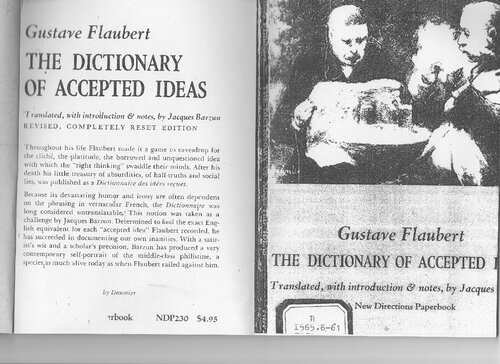 Gustave Flaubert
THE DICTIONARY
OF ACCEPTED IDEAS
Translated, with introduction & notes, by Jacques Barzun
REVISED, COMPLETELY RESET EDITION
Throughout his life Flaubert made it a game to eavesdrop for
the cliché, the platitude, the borrowed and unquestioned idea
with which the "right thinking" swaddle their minds. After his
death his little treasury of absurdities, of half-truths and social
lies, was published as a Dictionnaire des idées reçues.
Because its devastating humor and irony are often dependent
on the phrasing in vernacular French, the Dictionnaire was
long considered untranslatable. This notion was taken as a
challenge by Jacques Barzun. Determined to find the exact En-
glish equivalent for each "accepted idea" Flaubert recorded, he
has succeeded in documenting our own inanities. With a satir-
ist's wit and a scholar's precision, Barzun has produced a very
contemporary self-portrait of the middle-class philistine, a
species as much alive today as when Flaubert railed against him.
by Daumier
erbook NDP230 $4.95
Gustave Flaubert
THE DICTIONARY OF ACCEPTED I
Translated, with introduction & notes, by Jacques
A New Directions Paperbook
R
1565.6-61